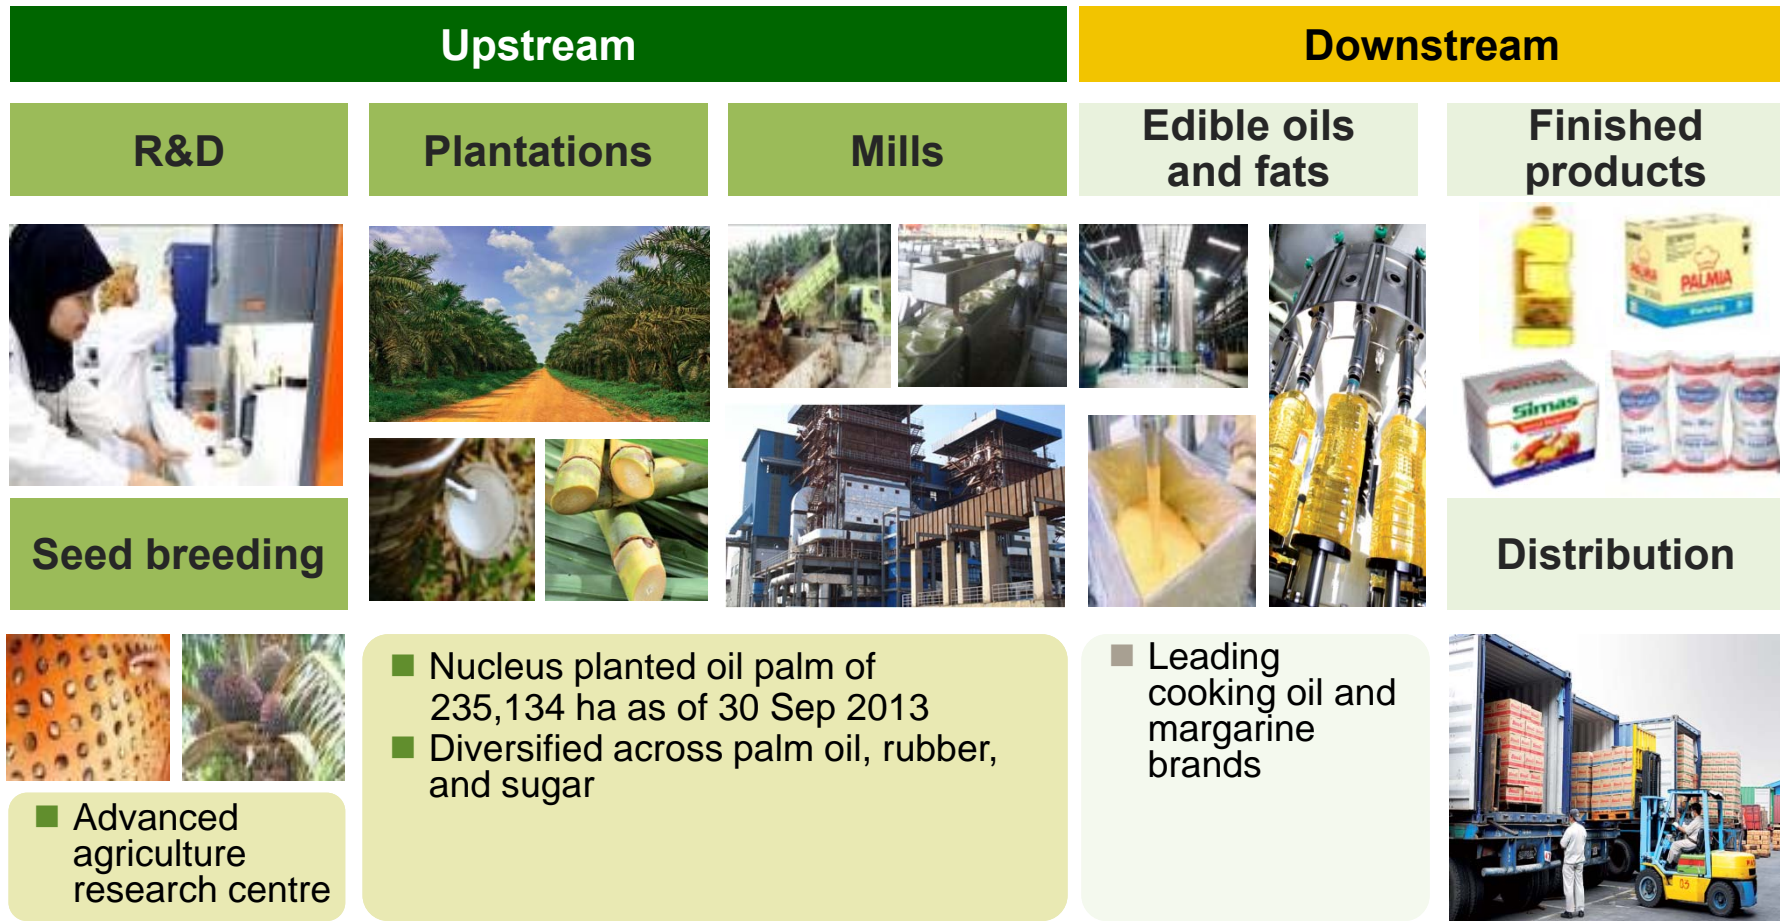 Upstream
Downstream
R&D
Plantations
Mills
Edible oils
and fats
Finished
products
PALMIA
Simas
Seed breeding
Distribution
Nucleus planted oil palm of
235,134 ha as of 30 Sep 2013
Diversified across palm oil, rubber,
and sugar
Leading
cooking oil and
margarine
brands
Advanced
agriculture
research centre